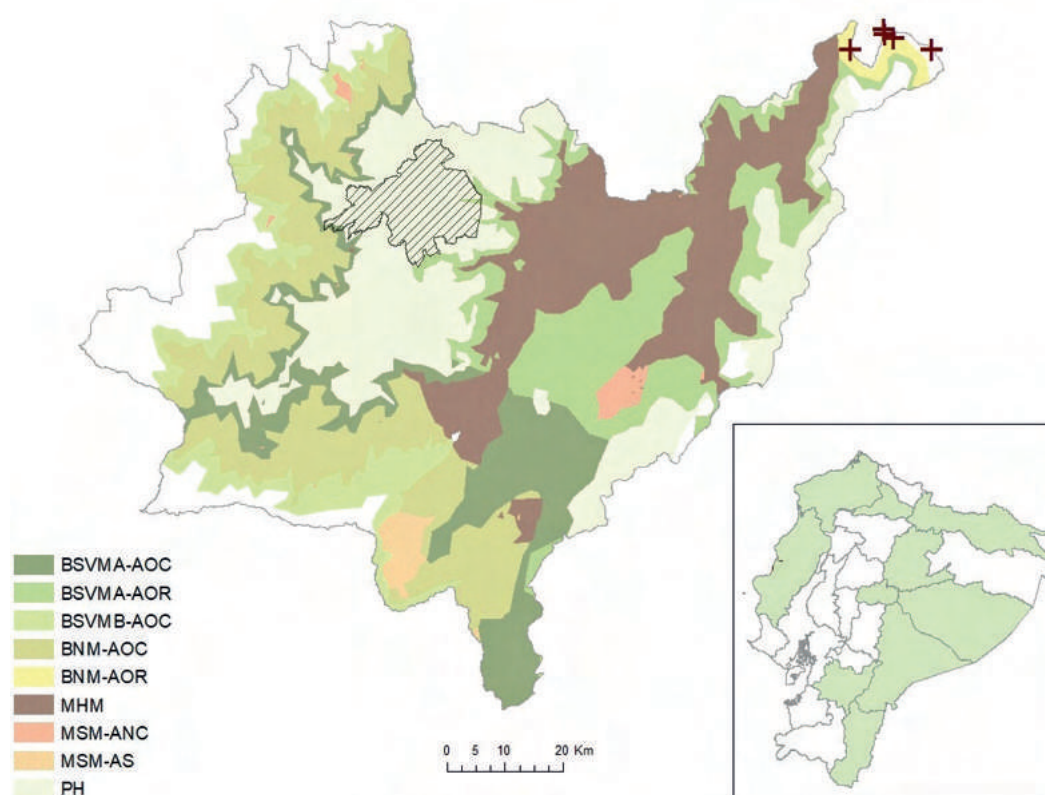 BSVMA-AOC
BSVMA-AOR
BSVMB-AOC
BNM-AOC
BNM-AOR
MHM
MSM-ANC
MSM-AS
PH
0 5 10 20 Km